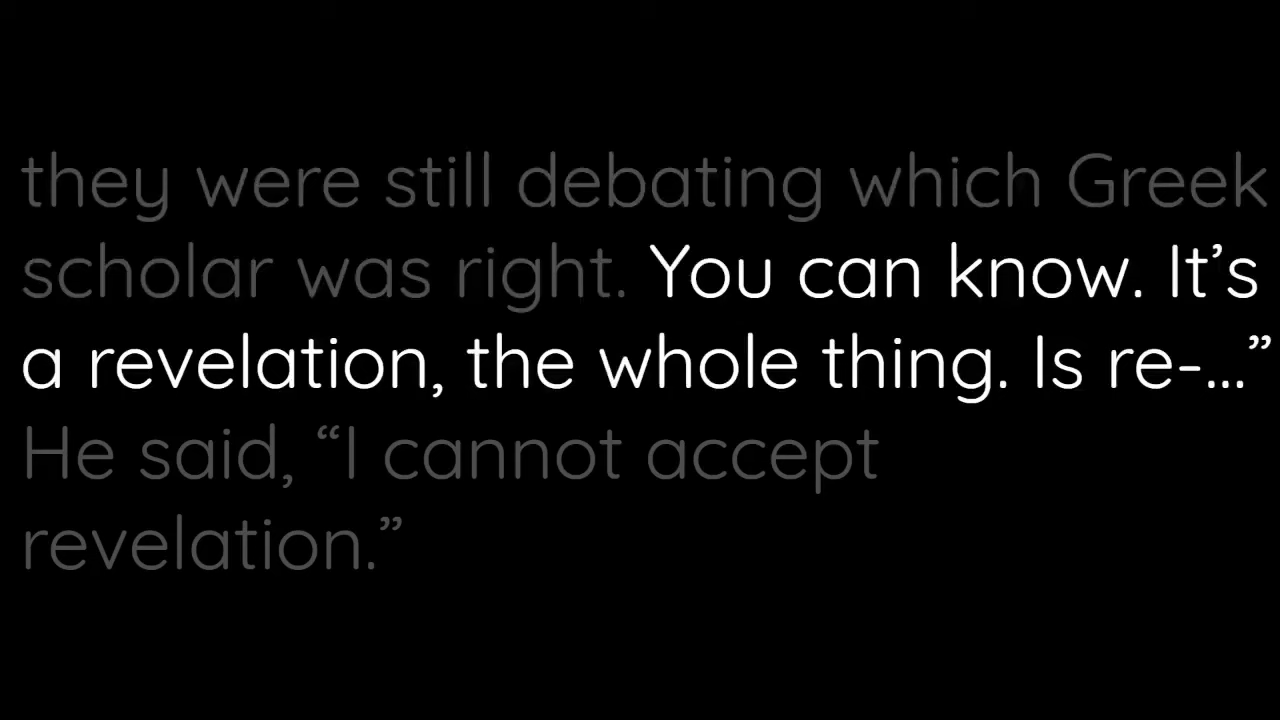 they were still debating which Greek
scholar was right. You can know. It’s
a revelation, the whole thing. Is re-...”
He said, “I cannot accept
revelation.”